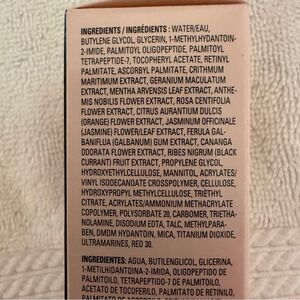 INGREDIENTS / INGRÉDIENTS : WATER/EAU,
BUTYLENE GLYCOL, GLYCERIN, 1-METHYLHYDANTOIN-
2-IMIDE, PALMITOYL OLIGOPEPTIDE, PALMITOYL
TETRAPEPTIDE-7, TOCOPHERYL ACETATE, RETINYL
PALMITATE, ASCORBYL PALMITATE, CRITHMUM
MARITIMUM EXTRACT, GERANIUM MACULATUM
EXTRACT, MENTHA ARVENSIS LEAF EXTRACT, ANTHE-
MIS NOBILIS FLOWER EXTRACT, ROSA CENTIFOLIA
FLOWER EXTRACT, CITRUS AURANTIUM DULCIS
(ORANGE) FLOWER EXTRACT, JASMINUM OFFICINALE
(JASMINE) FLOWER/LEAF EXTRACT, FERULA GAL-
BANIFLUA (GALBANUM) GUM EXTRACT, CANANGA
ODORATA FLOWER EXTRACT, RIBES NIGRUM (BLACK
CURRANT) FRUIT EXTRACT, PROPYLENE GLYCOL,
HYDROXYETHYLCELLULOSE, MANNITOL, ACRYLATES/
VINYL ISODECANOATE CROSSPOLYMER, CELLULOSE,
HYDROXYPROPYL METHYLCELLULOSE, TRIETHYL
CITRATE, ACRYLATES/AMMONIUM METHACRYLATE
COPOLYMER, POLYSORBATE 20, CARBOMER, TRIETHA-
NOLAMINE, DISODIUM EDTA, TALC, METHYLPARA-
BEN, DMDM HYDANTOIN, MICA, TITANIUM DIOXIDE,
ULTRAMARINES, RED 30.
INGREDIENTES: AGUA, BUTILENGLICOL, GLICERINA,
1-METILHIDANTOINA-2-IMIDA, OLIGOPÉPTIDO DE
PALMITOILO, TETRAPÉPTIDO-7 DE PALMITOILO,
ACETATO DE TOCOFERILO, PALMITATO DE RETINILO,